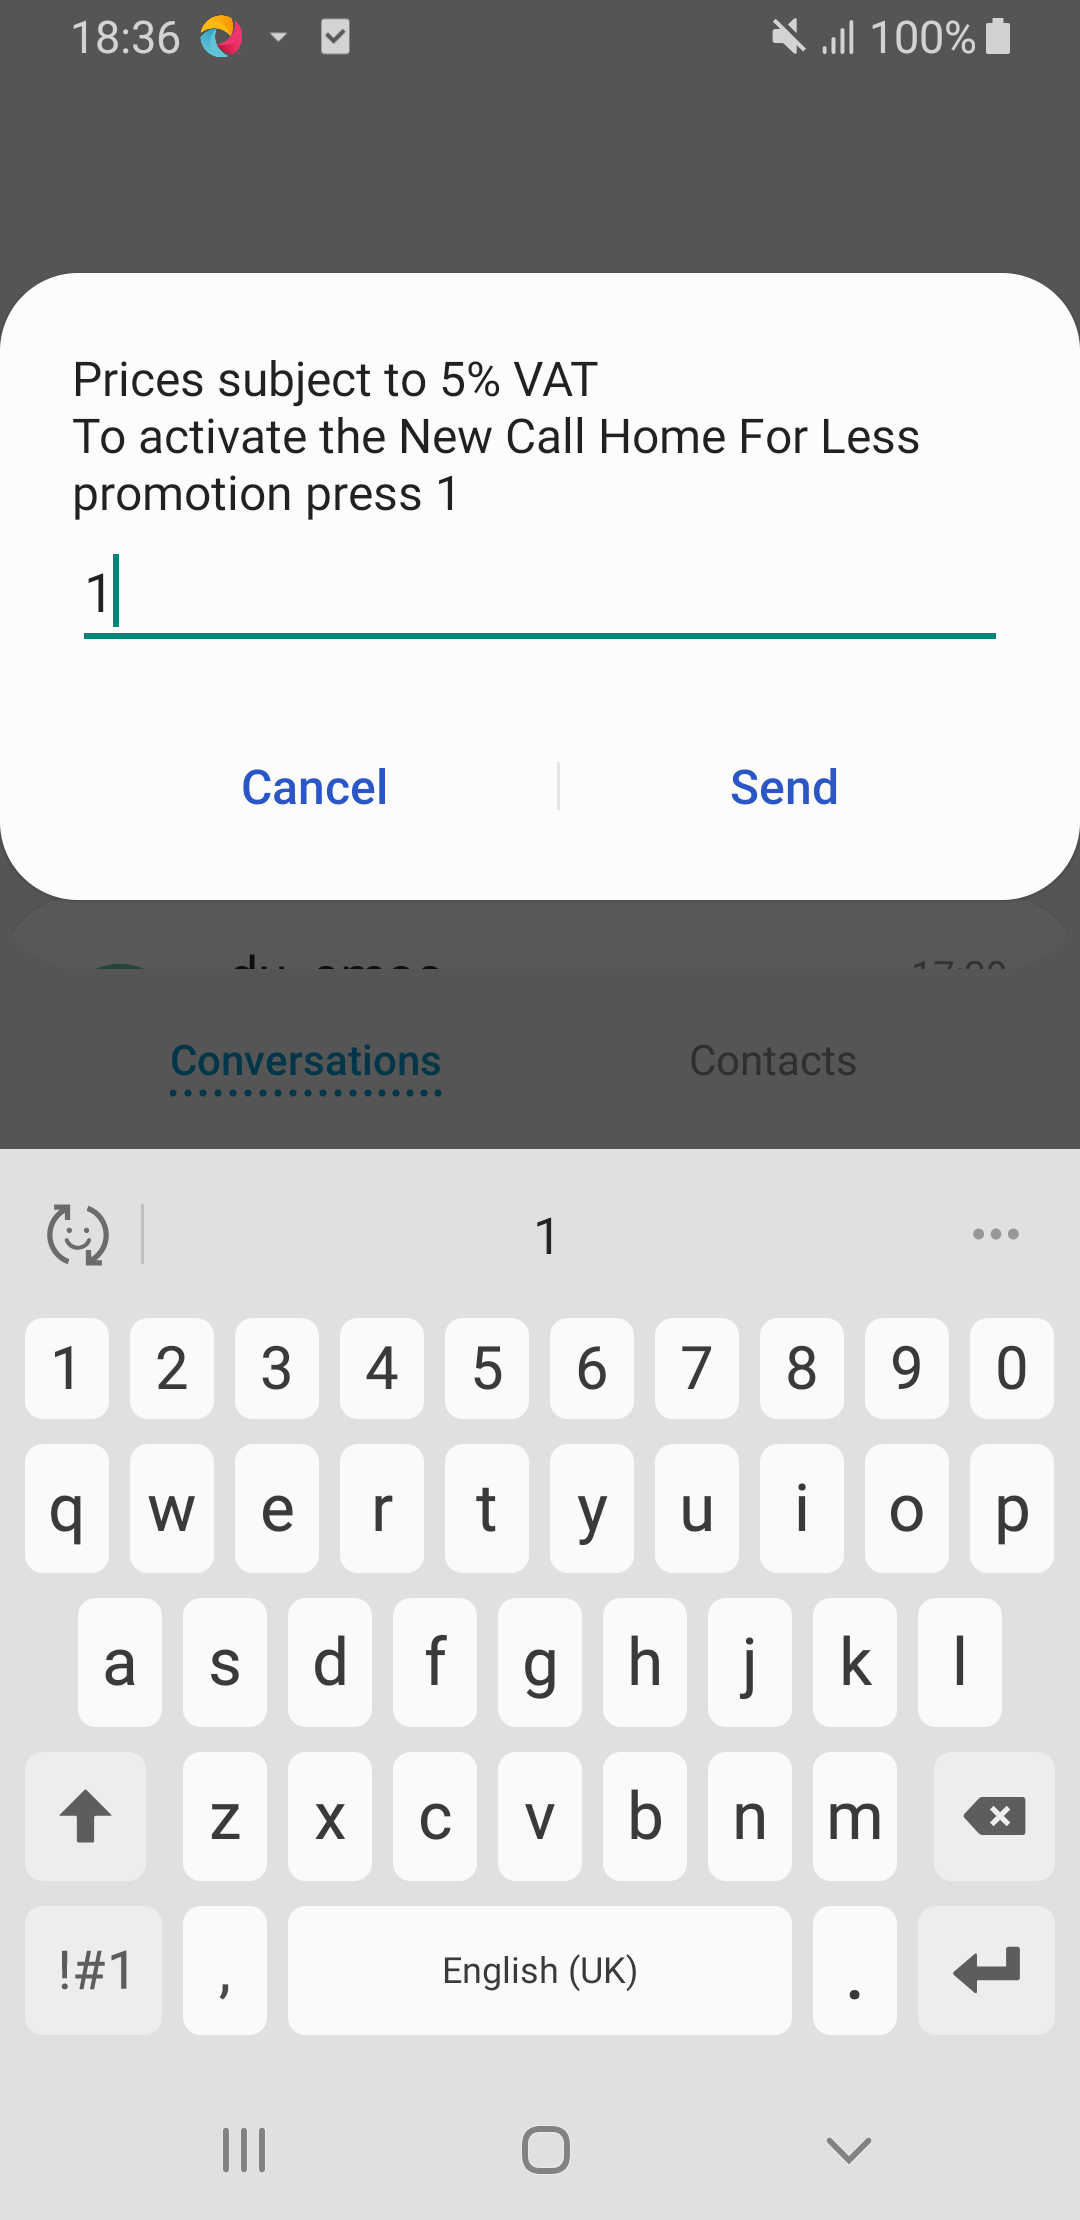 18:36 100%
Prices subject to 5% VAT
To activate the New Call Home For Less
promotion press 1
1
Cancel Send
Conversations Contacts
1
1 2 3 4 5 6 7 8 9 0
q w e r t y u i o p
a s d f g h j k l
z x c v b n m
!#1 , English (UK) .